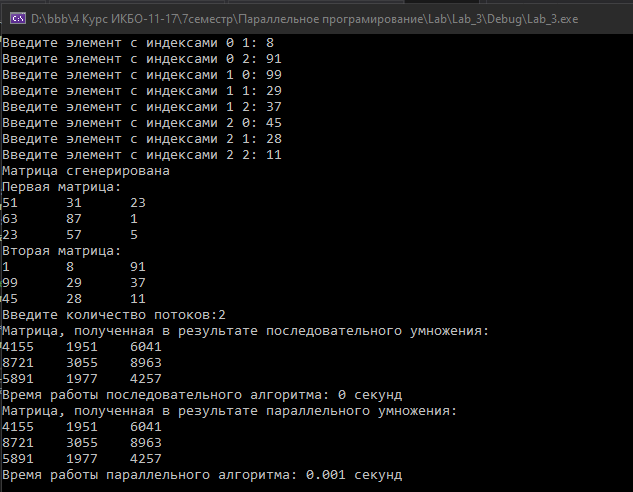 D:\bbb\4 Курс ИКБО-11-17\7семестр\Параллельное програмирование\Lab\Lab_3\Debug\Lab_3.exe
Введите элемент с индексами 0 1: 8
Введите элемент с индексами 0 2: 91
Введите элемент с индексами 1 0: 99
Введите элемент с индексами 1 1: 29
Введите элемент с индексами 1 2: 37
Введите элемент с индексами 2 0: 45
Введите элемент с индексами 2 1: 28
Введите элемент с индексами 2 2: 11
Матрица сгенерирована
Первая матрица:
51 31 23
63 87 1
23 57 5
Вторая матрица:
1 8 91
99 29 37
45 28 11
Введите количество потоков:2
Матрица, полученная в результате последовательного умножения:
4155 1951 6041
8721 3055 8963
5891 1977 4257
Время работы последовательного алгоритма: 0 секунд
Матрица, полученная в результате параллельного умножения:
4155 1951 6041
8721 3055 8963
5891 1977 4257
Время работы параллельного алгоритма: 0.001 секунд